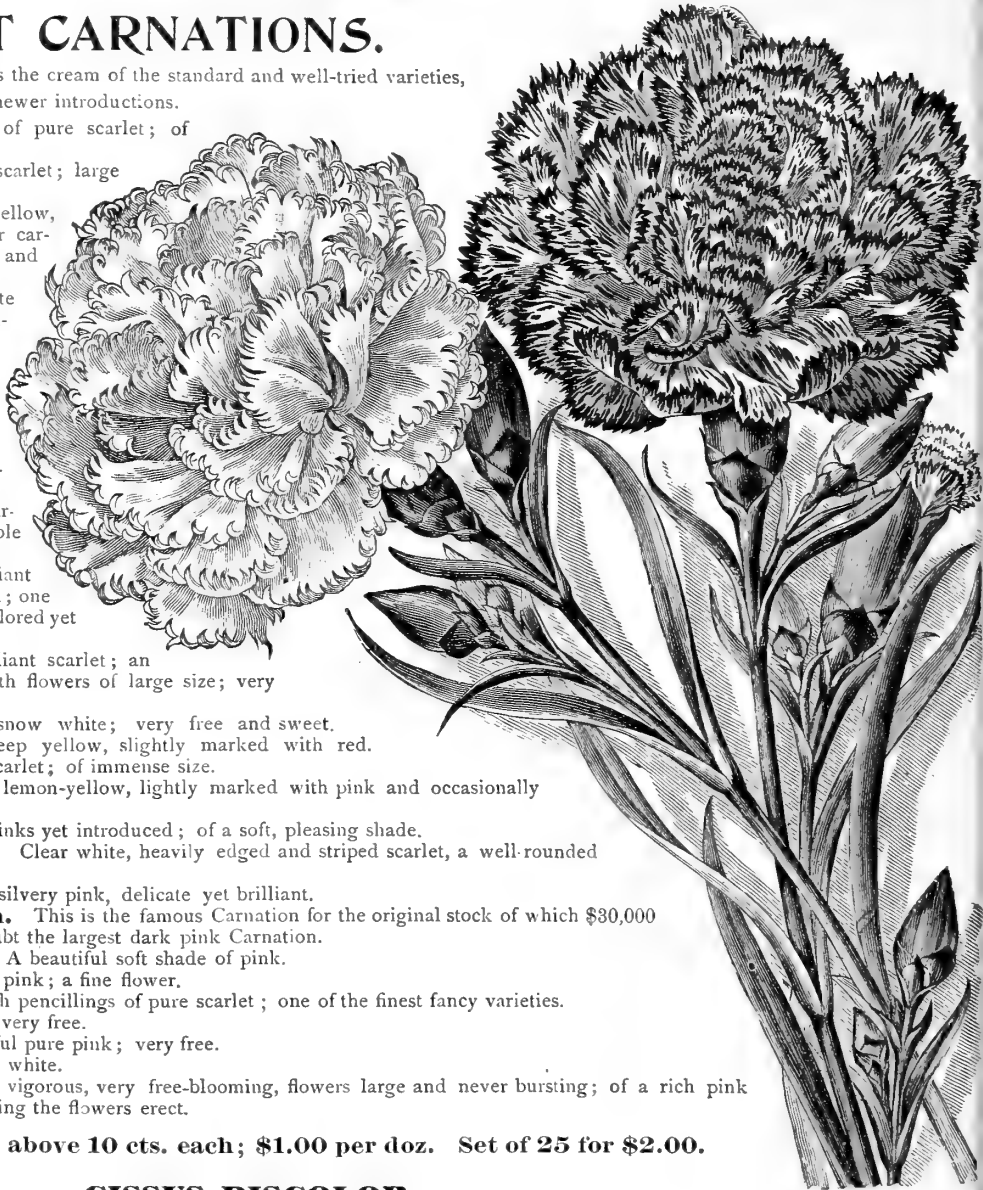 CARNATIONS.
the cream of the standard and well-tried varieties,
newer introductions.
of pure scarlet; of
scarlet; large
ellow,
car-
and
te
-
r-
ple
iant
; one
lored yet
liant scarlet; an
th flowers of large size; very
snow white; very free and sweet.
eep yellow, slightly marked with red.
carlet; of immense size.
lemon-yellow, lightly marked with pink and occasionally
inks yet introduced; of a soft, pleasing shade.
Clear white, heavily edged and striped scarlet, a well-rounded
silvery pink, delicate yet brilliant.
This is the famous Carnation for the original stock of which $30,000
bt the largest dark pink Carnation.
A beautiful soft shade of pink.
pink; a fine flower.
h pencillings of pure scarlet; one of the finest fancy varieties.
very free.
ul pure pink; very free.
white.
vigorous, very free-blooming, flowers large and never bursting; of a rich pink
ing the flowers erect.
above 10 cts. each; $1.00 per doz. Set of 25 for $2.00.